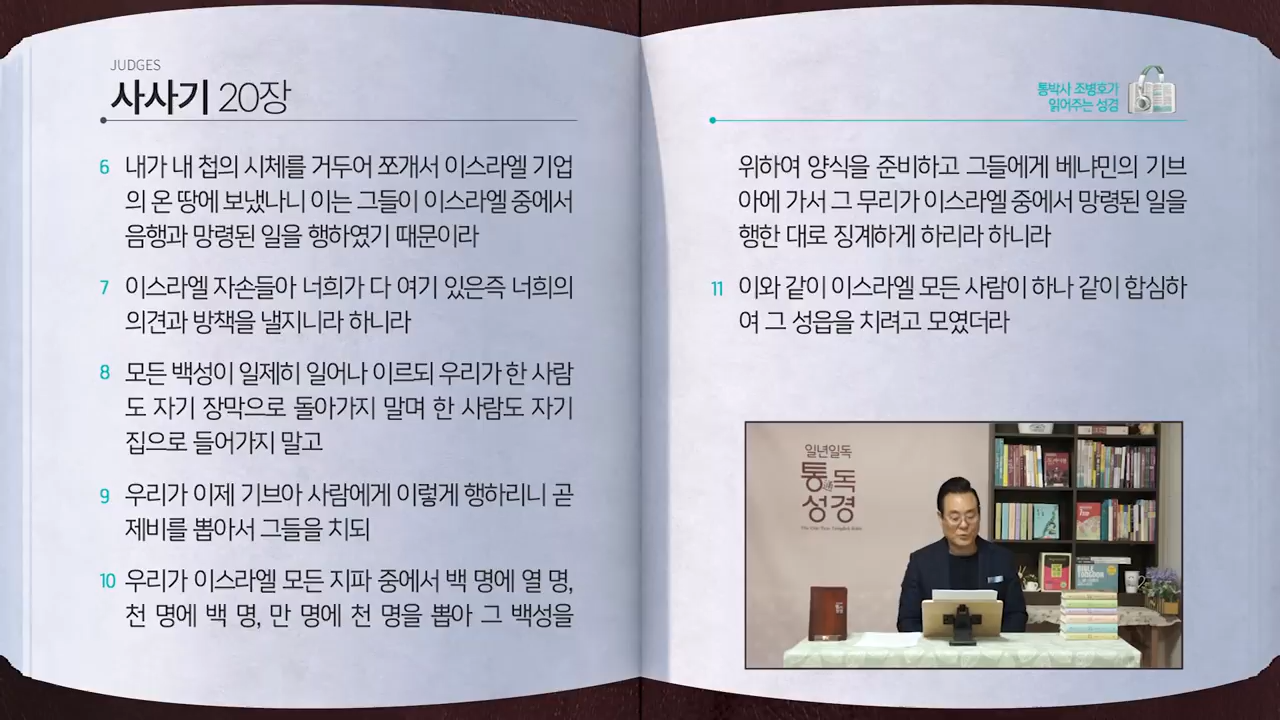 JUDGES
사사기 20장
6 내가 내 첩의 시체를 거두어 쪼개서 이스라엘 기업
의 온 땅에 보냈나니 이는 그들이 이스라엘 중에서
음행과 망령된 일을 행하였기 때문이라
7 이스라엘 자손들아 너희가 다 여기 있은즉 너희의
의견과 방책을 낼지니라 하니라
8 모든 백성이 일제히 일어나 이르되 우리가 한 사람
도 자기 장막으로 돌아가지 말며 한 사람도 자기
집으로 들어가지 말고
9 우리가 이제 기브아 사람에게 이렇게 행하리니 곧
제비를 뽑아서 그들을 치되
10 우리가 이스라엘 모든 지파 중에서 백 명에 열 명,
천 명에 백 명, 만 명에 천 명을 뽑아 그 백성을
통박사 조병호가
읽어주는 성경
위하여 양식을 준비하고 그들에게 베냐민의 기브
아에 가서 그 무리가 이스라엘 중에서 망령된 일을
행한 대로 징계하게 하리라 하니라
11 이와 같이 이스라엘 모든 사람이 하나 같이 합심하
여 그 성읍을 치려고 모였더라
일년일독
통독
성경